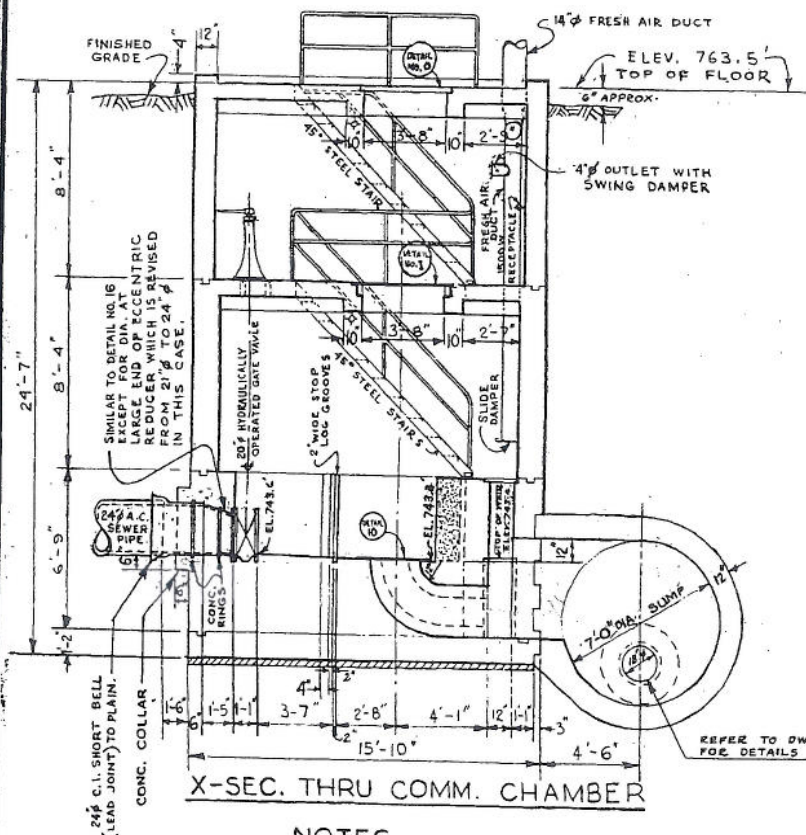 14"⌀ FRESH AIR DUCT
4"
12"
FINISHED
GRADE
DETAIL
NO. 0
ELEV. 763.5'
TOP OF FLOOR
6" APPROX.
10"
3'-8"
10"
2'-9"
45° STEEL STAIR
4"⌀ OUTLET WITH
SWING DAMPER
FRESH AIR
DUCT
1500W
RECEPTACLE
8'-4"
DETAIL
NO. I
SIMILAR TO DETAIL NO. 16
EXCEPT FOR DIA. AT
LARGE END OF ECCENTRIC
REDUCER WHICH IS REVISED
FROM 21"⌀ TO 24"⌀
IN THIS CASE.
10"
3'-8"
10"
2'-7"
45° STEEL STAIRS
20"⌀ HYDRAULICALLY
OPERATED GATE VAVLE
2" WIDE STOP
LOG GROOVES
SLIDE
DAMPER
24'-7"
8'-4"
24"⌀ A.C.
SEWER
PIPE.
EL.743.6'
EL.743.8
DETAIL
10
12"
12"
6"
6"
CONC.
RINGS
6'-9"
7'-0" DIA. SUMP
18"⌀
1'-2"
24"⌀ C.I. SHORT BELL
(LEAD JOINT) TO PLAIN.
CONC. COLLAR
4"
2"
1'-6"
6"
1'-5"
1'-1"
3'-7"
2"
2'-8"
4'-1"
12"
1'-1"
3"
15'-10"
4'-6"
REFER TO DW
FOR DETAILS
X-SEC. THRU COMM. CHAMBER
NOTES